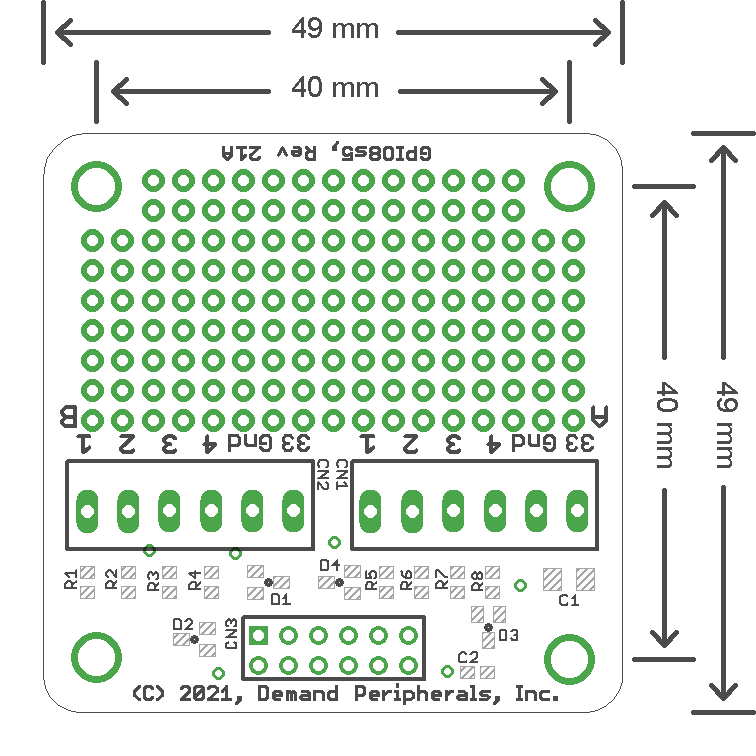 49 mm
40 mm
GPIO8s5, Rev 21A
B
A
1 2 3 4 Gnd 33
1 2 3 4 Gnd 33
CN2
CN1
40 mm
49 mm
R1
R2
R3
R4
D1
D4
R5
R6
R7
R8
C1
D2
CN3
D3
C2
(C) 2021, Demand Peripherals, Inc.